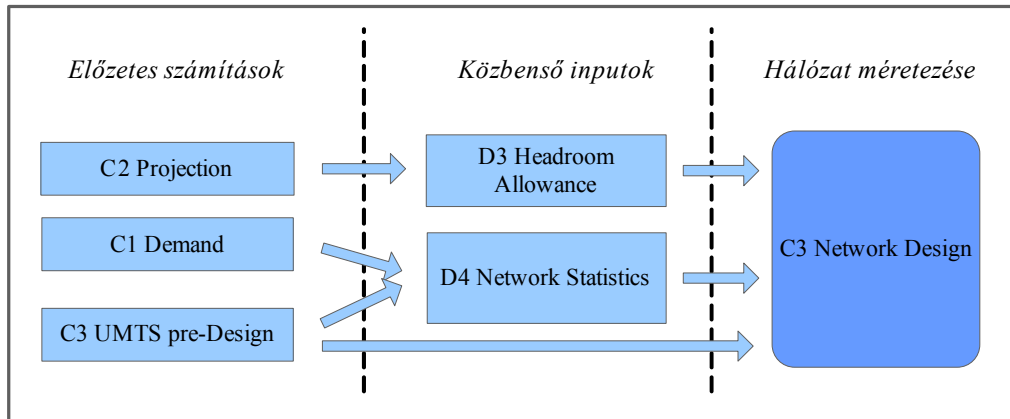 Előzetes számítások
Közbenső inputok
Hálózat méretezése
C2 Projection
D3 Headroom
Allowance
C1 Demand
D4 Network Statistics
C3 Network Design
C3 UMTS pre-Design